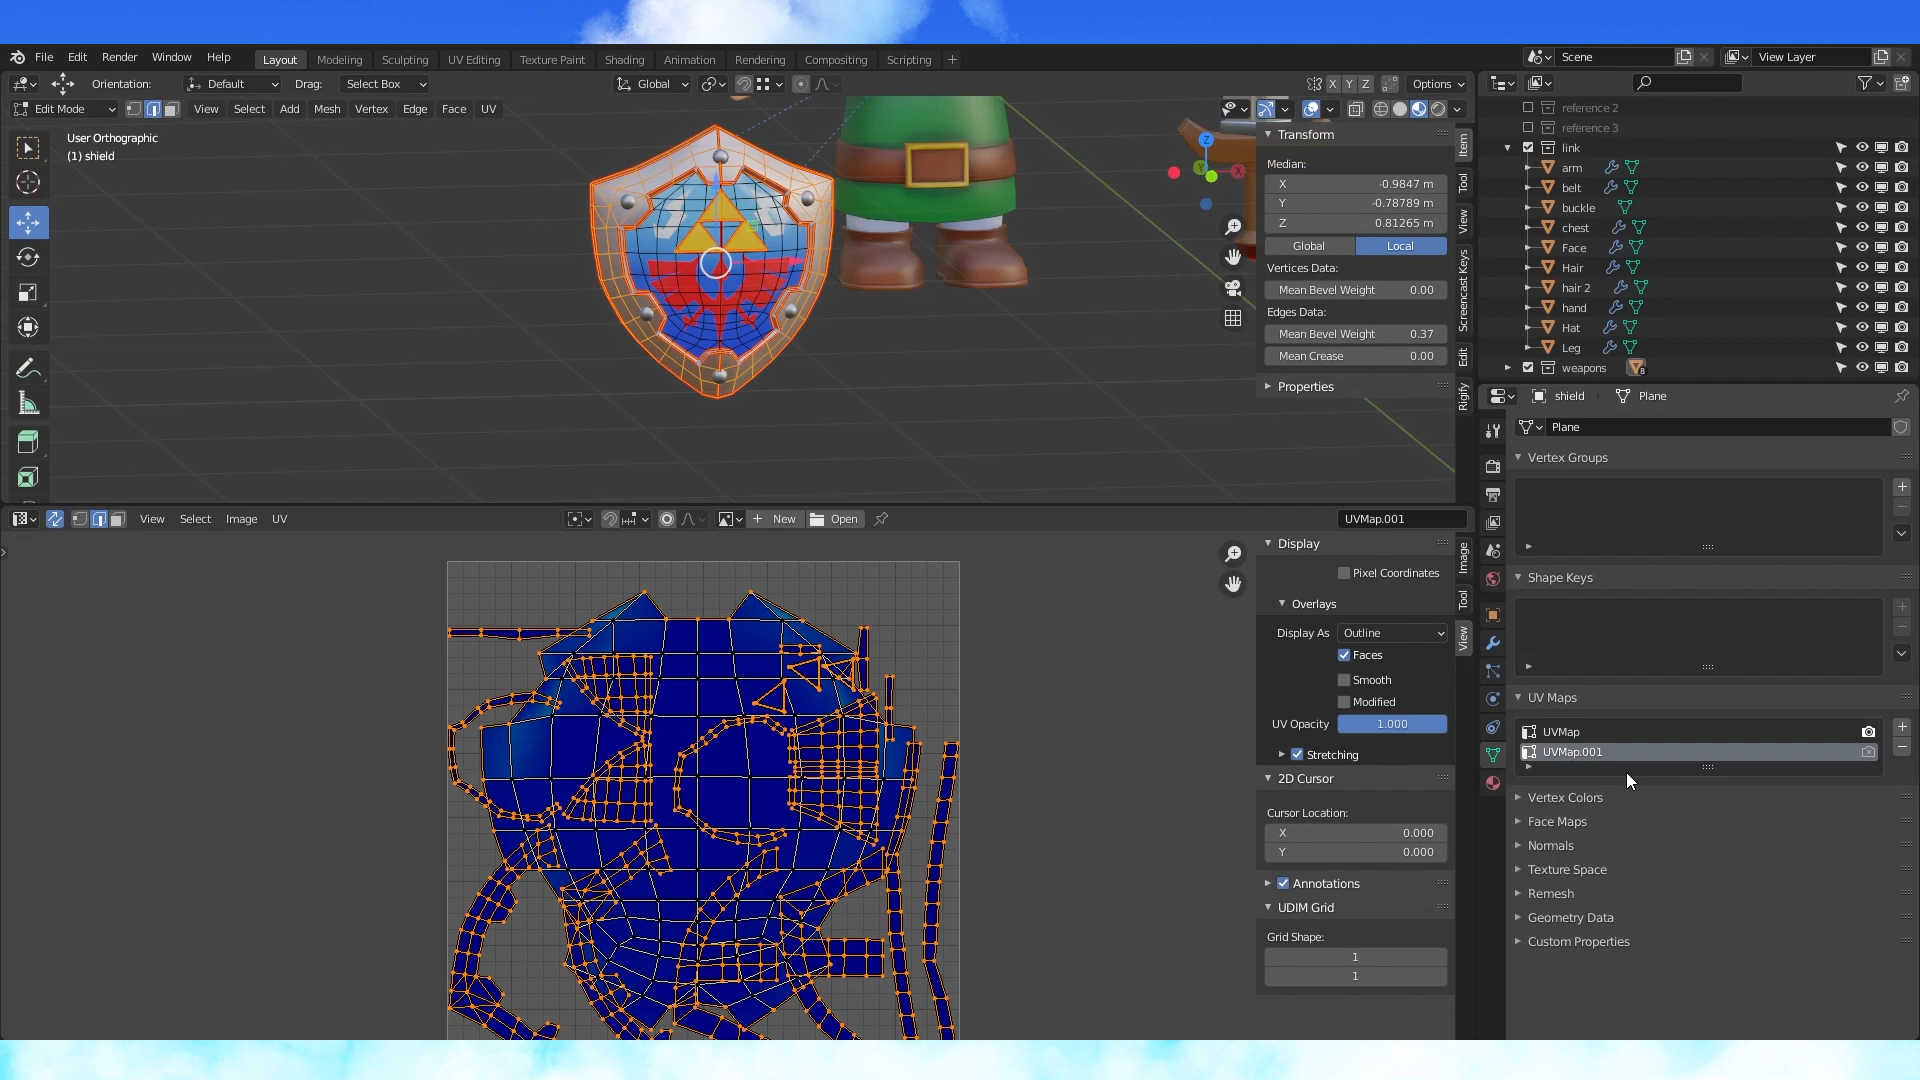 File Edit Render Window Help Layout Modeling Sculpting UV Editing Texture Paint Shading Animation Rendering Compositing Scripting + Scene View Layer
Orientation: Default Drag: Select Box Global X Y Z Options
Edit Mode View Select Add Mesh Vertex Edge Face UV
User Orthographic
(1) shield
Transform
Median:
X -0.9847 m
Y -0.78789 m
Z 0.81265 m
Global Local
Vertices Data:
Mean Bevel Weight 0.00
Edges Data:
Mean Bevel Weight 0.37
Mean Crease 0.00
Properties
Item
Tool
View
Screencast Keys
Edit
Rigify
Z
Y
X
reference 2
reference 3
link
arm
belt
buckle
chest
Face
Hair
hair 2
hand
Hat
Leg
weapons 8
shield Plane
Plane
Vertex Groups
Shape Keys
UV Maps
UVMap
UVMap.001
Vertex Colors
Face Maps
Normals
Texture Space
Remesh
Geometry Data
Custom Properties
View Select Image UV New Open UVMap.001
Display
Pixel Coordinates
Overlays
Display As Outline
Faces
Smooth
Modified
UV Opacity 1.000
Stretching
2D Cursor
Cursor Location:
X 0.000
Y 0.000
Annotations
UDIM Grid
Grid Shape:
1
1
Image
Tool
View